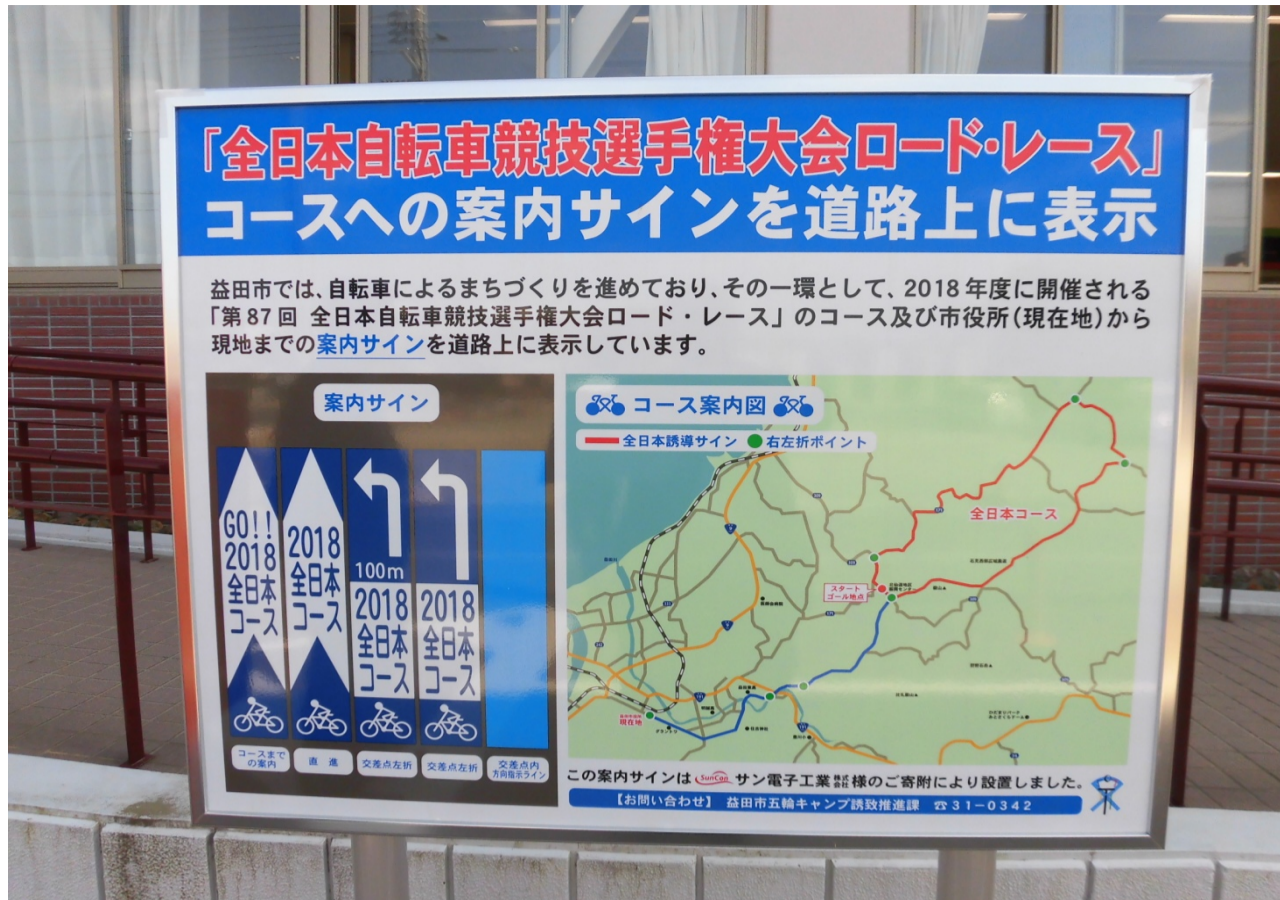 「全日本自転車競技選手権大会ロード・レース」
コースへの案内サインを道路上に表示
益田市では、自転車によるまちづくりを進めており、その一環として、2018年度に開催される
「第87回 全日本自転車競技選手権大会ロード・レース」のコース及び市役所(現在地)から
現地までの案内サインを道路上に表示しています。
案内サイン
GO!!
2018
全日本
コース
2018
全日本
コース
100m
2018
全日本
コース
2018
全日本
コース
コースまで
の案内
直進
交差点左折
交差点左折
交差点内
方向指示ライン
コース案内図
全日本誘導サイン
右左折ポイント
全日本コース
スタート
ゴール地点
益田市役所
現在地
グラントワ
この案内サインは SunCon サン電子工業株式会社様のご寄附により設置しました。
【お問い合わせ】 益田市五輪キャンプ誘致推進課 ☎31-0342